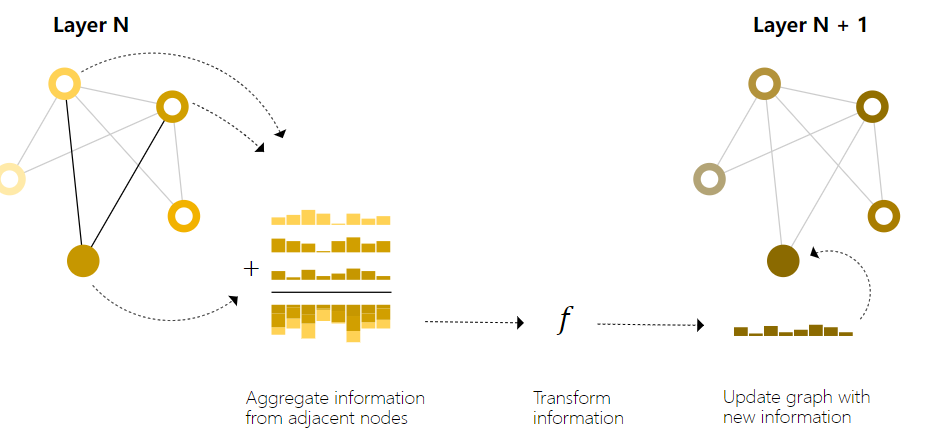 Layer N
Layer N + 1
+
f
Aggregate information
from adjacent nodes
Transform
information
Update graph with
new information